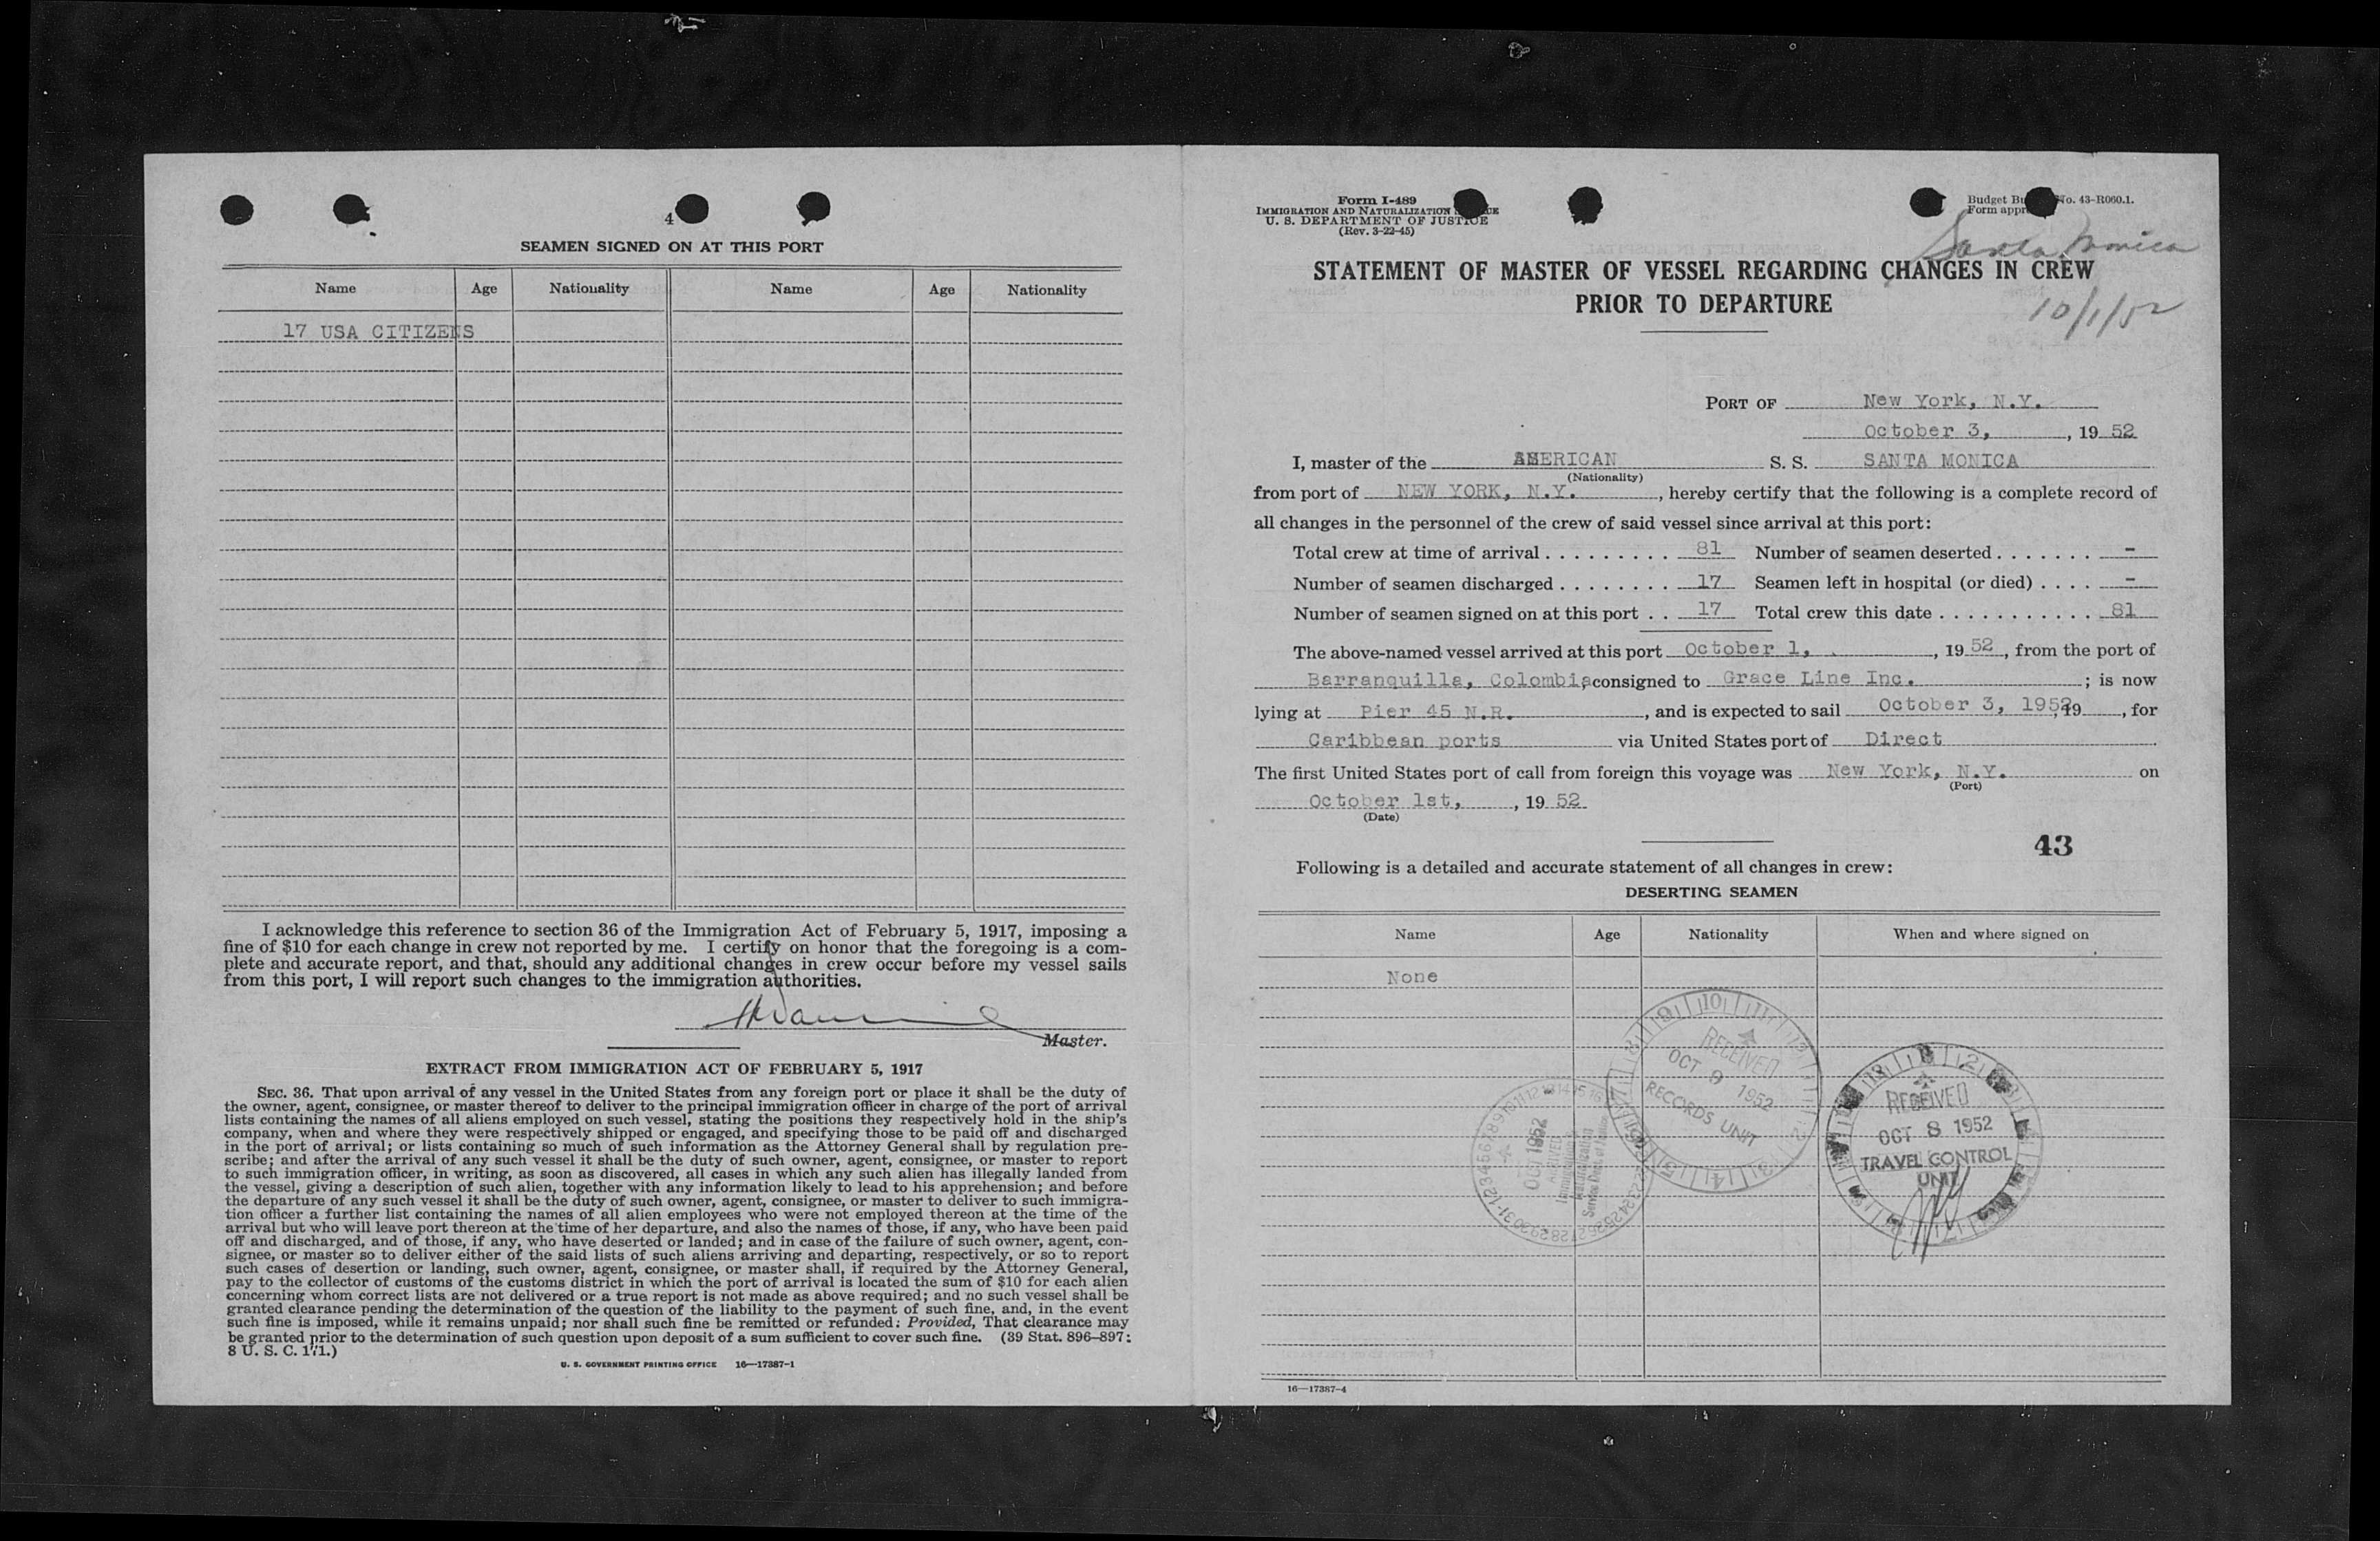 4
SEAMEN SIGNED ON AT THIS PORT
Name Age Nationality Name Age Nationality
17 USA CITIZENS
I acknowledge this reference to section 36 of the Immigration Act of February 5, 1917, imposing a
fine of $10 for each change in crew not reported by me. I certify on honor that the foregoing is a com-
plete and accurate report, and that, should any additional changes in crew occur before my vessel sails
from this port, I will report such changes to the immigration authorities.
Master.
EXTRACT FROM IMMIGRATION ACT OF FEBRUARY 5, 1917
SEC. 36. That upon arrival of any vessel in the United States from any foreign port or place it shall be the duty of
the owner, agent, consignee, or master thereof to deliver to the principal immigration officer in charge of the port of arrival
lists containing the names of all aliens employed on such vessel, stating the positions they respectively hold in the ship's
company, when and where they were respectively shipped or engaged, and specifying those to be paid off and discharged
in the port of arrival; or lists containing so much of such information as the Attorney General shall by regulation pre-
scribe; and after the arrival of any such vessel it shall be the duty of such owner, agent, consignee, or master to report
to such immigration officer, in writing, as soon as discovered, all cases in which any such alien has illegally landed from
the vessel, giving a description of such alien, together with any information likely to lead to his apprehension; and before
the departure of any such vessel it shall be the duty of such owner, agent, consignee, or master to deliver to such immigra-
tion officer a further list containing the names of all alien employees who were not employed thereon at the time of the
arrival but who will leave port thereon at the time of her departure, and also the names of those, if any, who have been paid
off and discharged, and of those, if any, who have deserted or landed; and in case of the failure of such owner, agent, con-
signee, or master so to deliver either of the said lists of such aliens arriving and departing, respectively, or so to report
such cases of desertion or landing, such owner, agent, consignee, or master shall, if required by the Attorney General,
pay to the collector of customs of the customs district in which the port of arrival is located the sum of $10 for each alien
concerning whom correct lists are not delivered or a true report is not made as above required; and no such vessel shall be
granted clearance pending the determination of the question of the liability to the payment of such fine, and, in the event
such fine is imposed, while it remains unpaid; nor shall such fine be remitted or refunded: Provided, That clearance may
be granted prior to the determination of such question upon deposit of a sum sufficient to cover such fine. (39 Stat. 896–897;
8 U. S. C. 171.)
U. S. GOVERNMENT PRINTING OFFICE 16—17387-1
Form I-489
IMMIGRATION AND NATURALIZATION
U. S. DEPARTMENT OF JUSTICE
(Rev. 3-22-45)
Budget No. 43-R060.1.
Form
Santa Monica
STATEMENT OF MASTER OF VESSEL REGARDING CHANGES IN CREW
PRIOR TO DEPARTURE
10/1/52
PORT OF New York, N.Y.
October 3, , 19 52
I, master of the AMERICAN S. S. SANTA MONICA
(Nationality)
from port of NEW YORK, N.Y. , hereby certify that the following is a complete record of
all changes in the personnel of the crew of said vessel since arrival at this port:
Total crew at time of arrival . . . . . . . . . 81 Number of seamen deserted . . . . . . . -
Number of seamen discharged . . . . . . . . 17 Seamen left in hospital (or died) . . . . -
Number of seamen signed on at this port . . 17 Total crew this date . . . . . . . . . . . . 81
The above-named vessel arrived at this port October 1, , 19 52 , from the port of
Barranquilla, Colombia, consigned to Grace Line Inc. ; is now
lying at Pier 45 N.R. , and is expected to sail October 3, 1952, 19 , for
Caribbean ports via United States port of Direct
The first United States port of call from foreign this voyage was New York, N.Y. on
(Port)
October 1st, , 19 52
(Date)
43
Following is a detailed and accurate statement of all changes in crew:
DESERTING SEAMEN
Name Age Nationality When and where signed on
None
RECEIVED
OCT 9 1952
RECORDS UNIT
RECEIVED
OCT 8 1952
TRAVEL CONTROL
UNIT
OCT 1952
ARRIVED
Immigration &
Naturalization
Service Dept. of Justice
16—17387-4